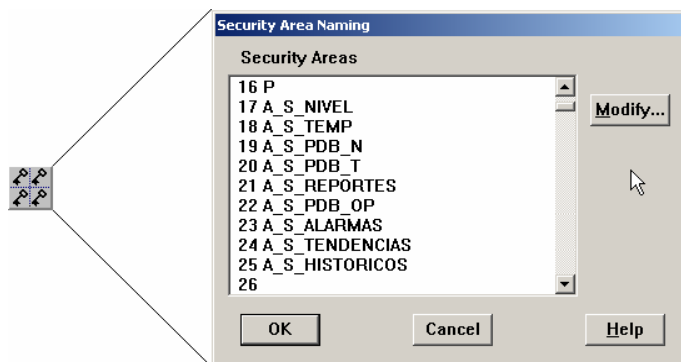 Security Area Naming
Security Areas
16 P
17 A_S_NIVEL
18 A_S_TEMP
19 A_S_PDB_N
20 A_S_PDB_T
21 A_S_REPORTES
22 A_S_PDB_OP
23 A_S_ALARMAS
24 A_S_TENDENCIAS
25 A_S_HISTORICOS
26
Modify...
OK Cancel Help